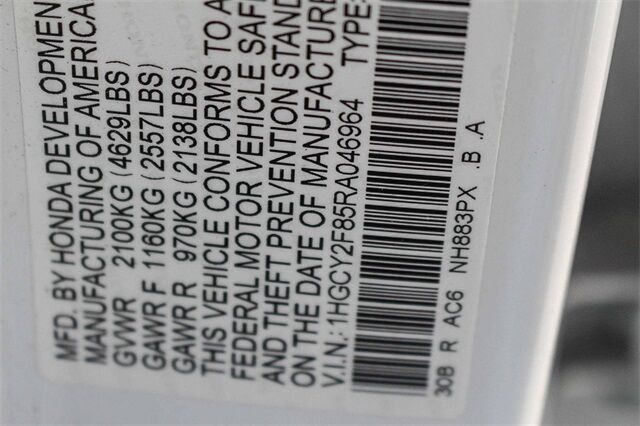 MFD. BY HONDA DEVELOPMEN
MANUFACTURING OF AMERICA
GVWR 2100KG (4629LBS)
GAWR F 1160KG (2557LBS)
GAWR R 970KG (2138LBS)
THIS VEHICLE CONFORMS TO A
FEDERAL MOTOR VEHICLE SAFE
AND THEFT PREVENTION STAND
ON THE DATE OF MANUFACTURE
V.I.N.: 1HGCY2F85RA046964 TYPE:
30B R AC6 NH883PX .B .A